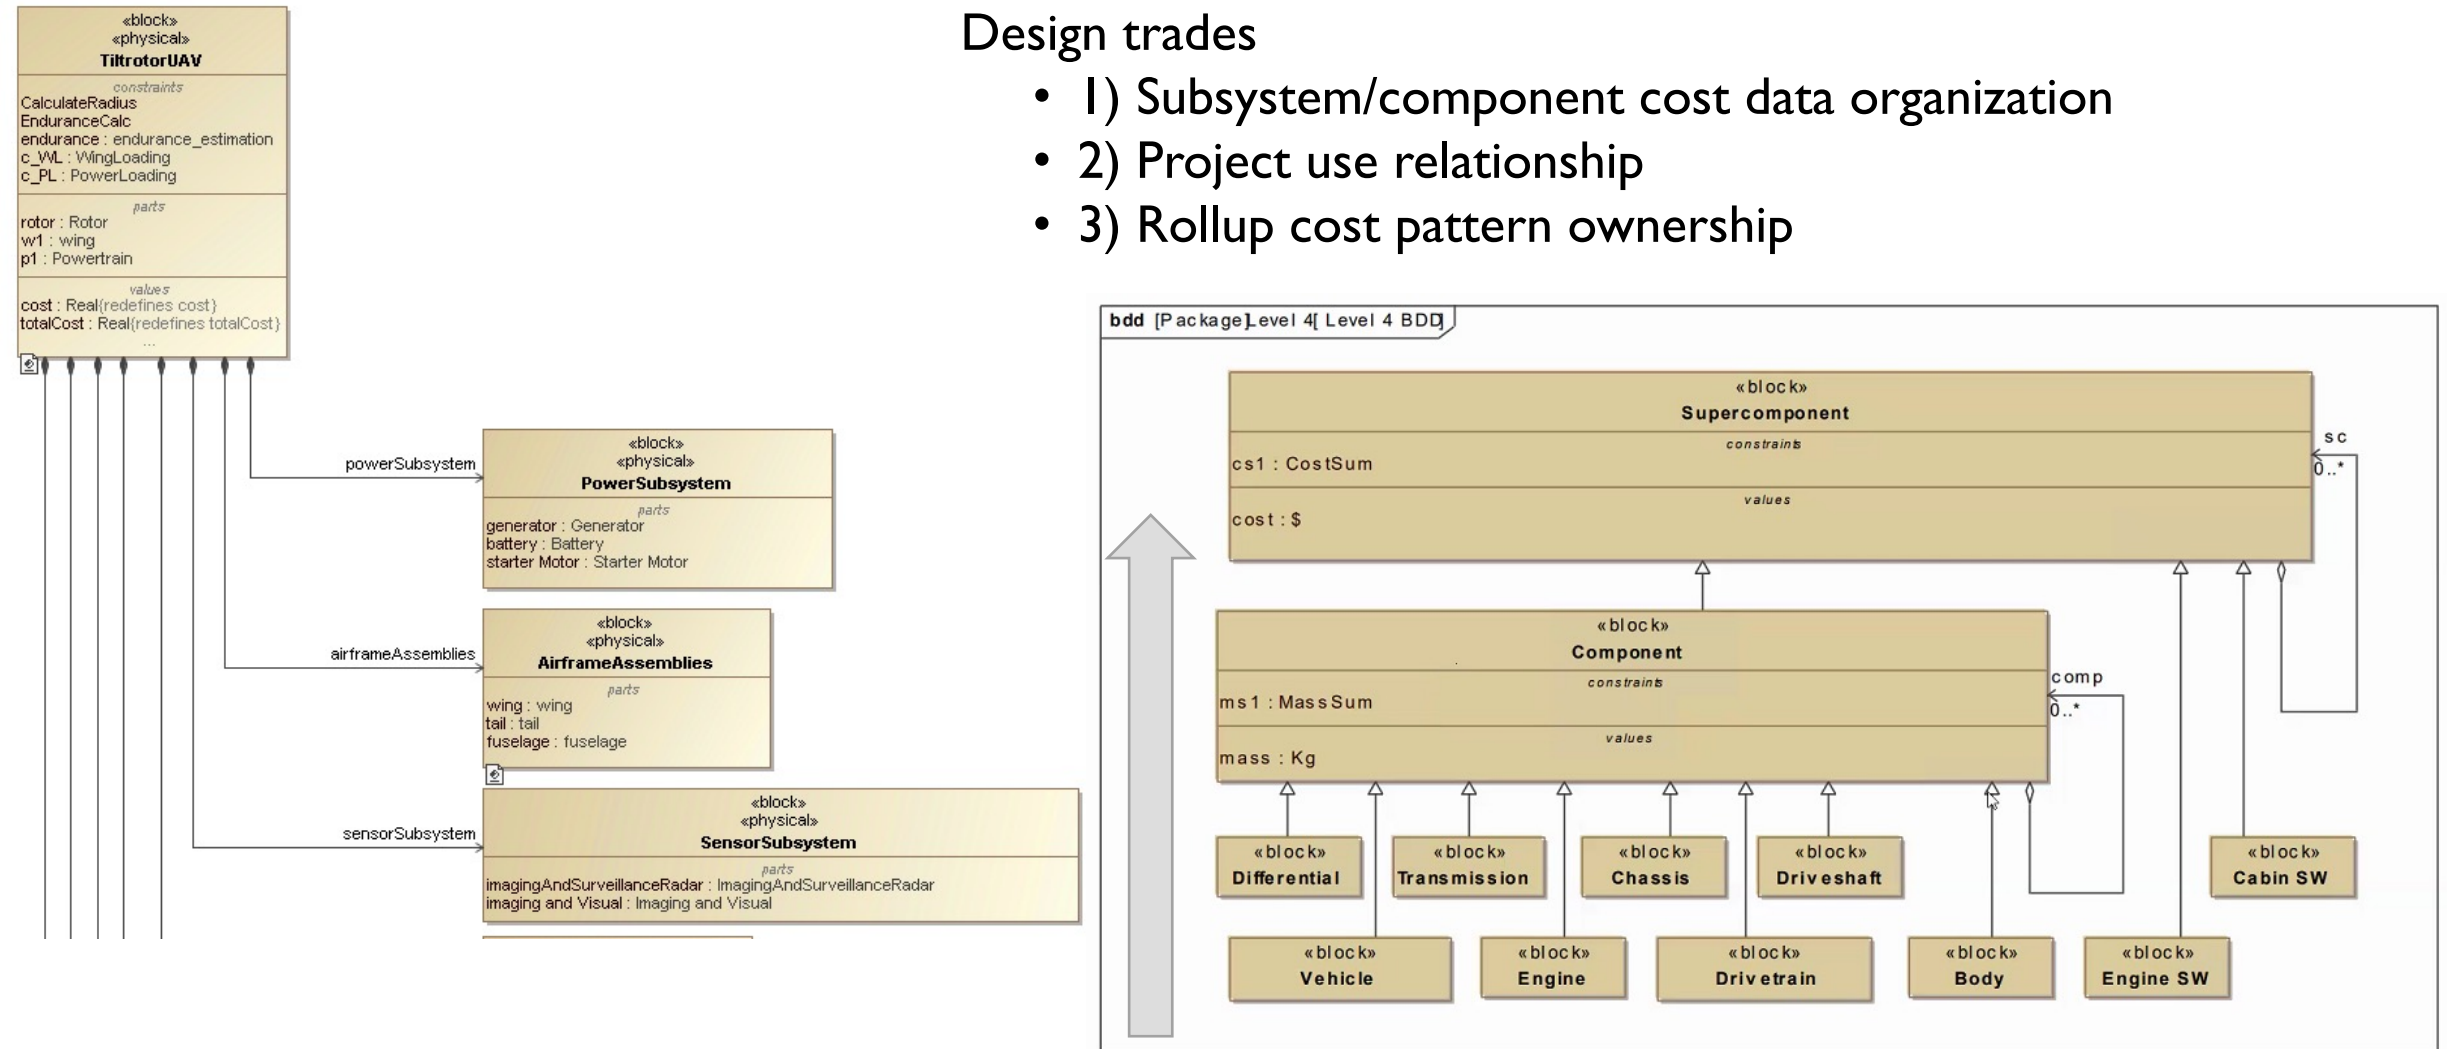 «block»
«physical»
TiltrotorUAV
constraints
CalculateRadius
EnduranceCalc
endurance : endurance_estimation
c_WL : WingLoading
c_PL : PowerLoading
parts
rotor : Rotor
w1 : wing
p1 : Powertrain
values
cost : Real{redefines cost}
totalCost : Real{redefines totalCost}
...
powerSubsystem
«block»
«physical»
PowerSubsystem
parts
generator : Generator
battery : Battery
starter Motor : Starter Motor
airframeAssemblies
«block»
«physical»
AirframeAssemblies
parts
wing : wing
tail : tail
fuselage : fuselage
sensorSubsystem
«block»
«physical»
SensorSubsystem
parts
imagingAndSurveillanceRadar : ImagingAndSurveillanceRadar
imaging and Visual : Imaging and Visual
Design trades
• 1) Subsystem/component cost data organization
• 2) Project use relationship
• 3) Rollup cost pattern ownership
bdd [Package]Level 4[ Level 4 BDD]
«block»
Supercomponent
constraints
cs1 : CostSum
values
cost : $
sc
0..*
«block»
Component
constraints
ms1 : MassSum
values
mass : Kg
comp
0..*
«block»
Differential
«block»
Transmission
«block»
Chassis
«block»
Driveshaft
«block»
Cabin SW
«block»
Vehicle
«block»
Engine
«block»
Drivetrain
«block»
Body
«block»
Engine SW